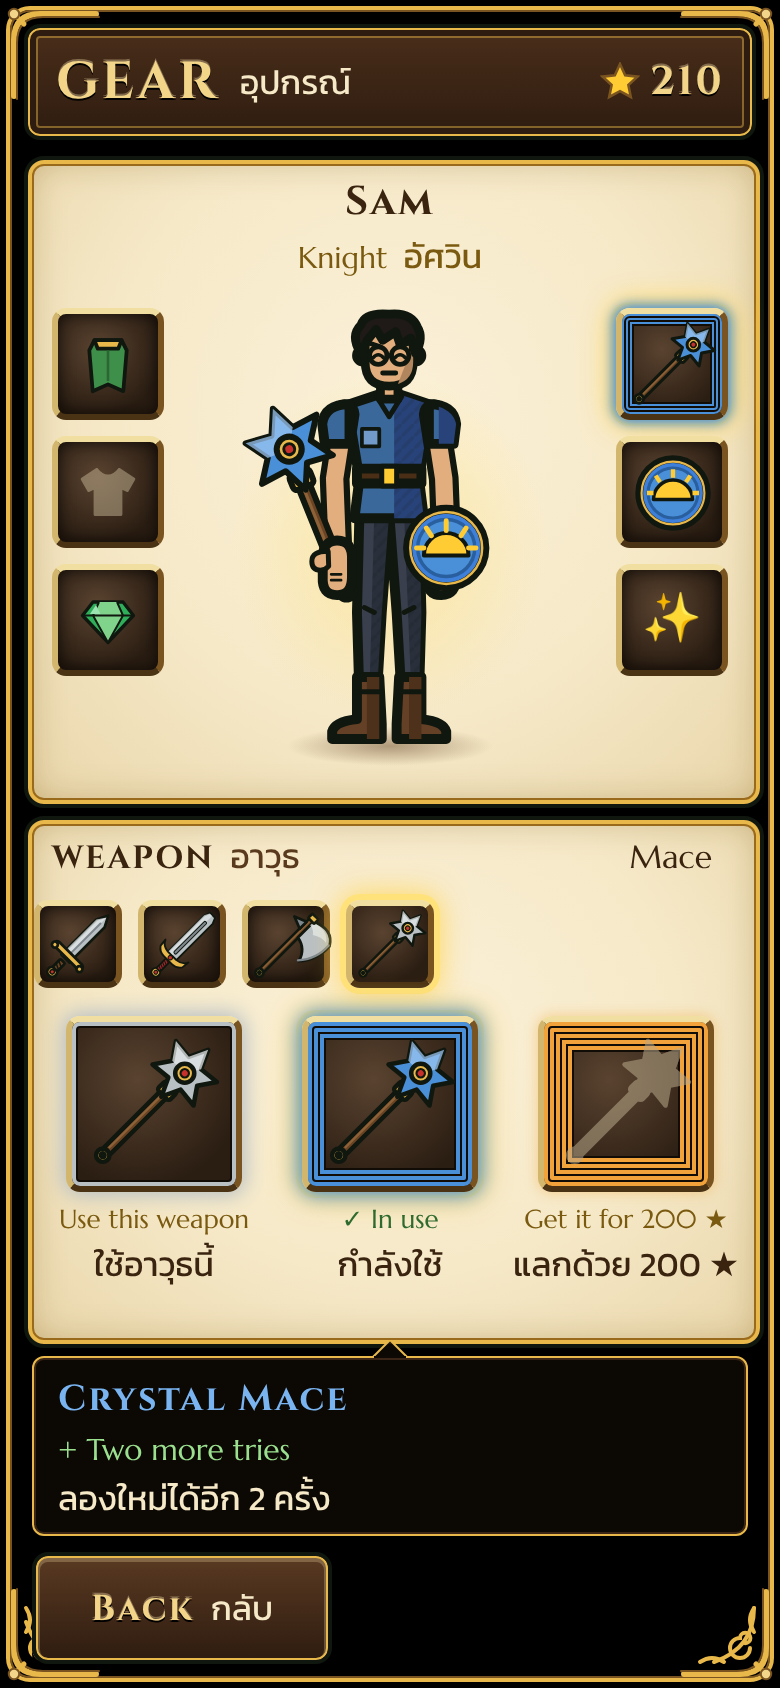 GEAR อุปกรณ์ 210
SAM
Knight อัศวิน
WEAPON อาวุธ Mace
Use this weapon
ใช้อาวุธนี้
✓ In use
กำลังใช้
Get it for 200 ★
แลกด้วย 200 ★
CRYSTAL MACE
+ Two more tries
ลองใหม่ได้อีก 2 ครั้ง
BACK กลับ